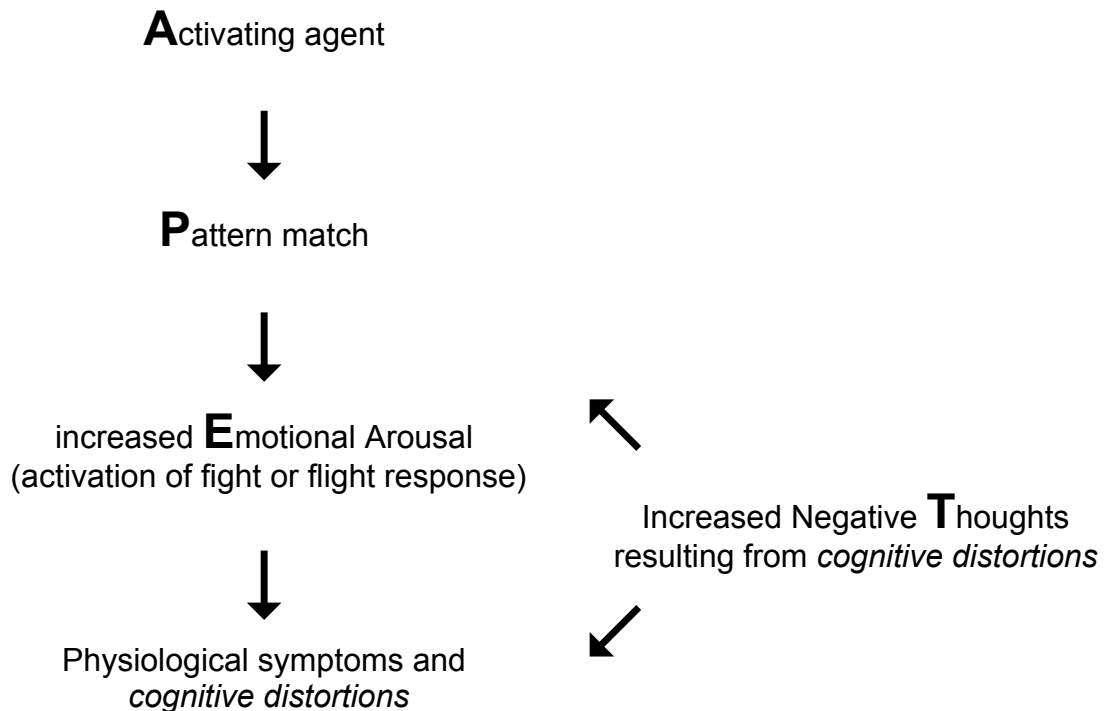 Activating agent
Pattern match
increased Emotional Arousal
(activation of fight or flight response)
Increased Negative Thoughts
resulting from cognitive distortions
Physiological symptoms and
cognitive distortions